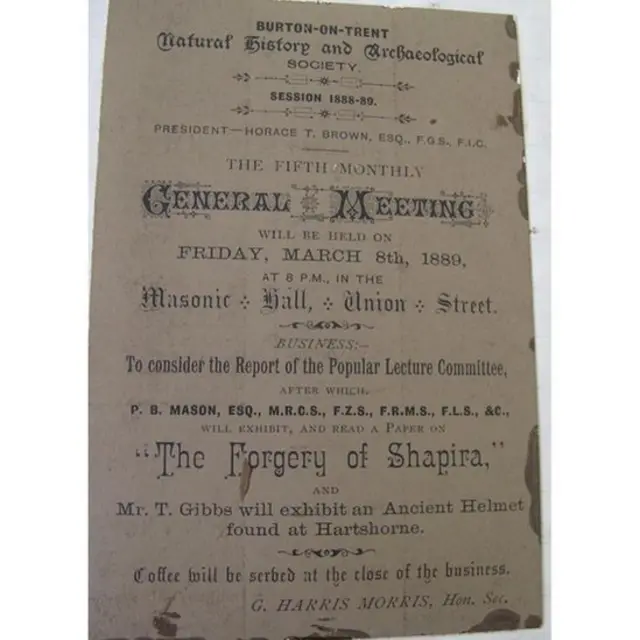 BURTON-ON-TRENT
Natural History and Archaeological
SOCIETY.
SESSION 1888-89.
PRESIDENT—HORACE T. BROWN, ESQ., F.G.S., F.I.C.
THE FIFTH MONTHLY
GENERAL MEETING
WILL BE HELD ON
FRIDAY, MARCH 8th, 1889,
AT 8 P.M., IN THE
Masonic Hall, Union Street.
BUSINESS:—
To consider the Report of the Popular Lecture Committee,
AFTER WHICH,
P. B. MASON, ESQ., M.R.C.S., F.Z.S., F.R.M.S., F.L.S., &C.,
WILL EXHIBIT, AND READ A PAPER ON
"The Forgery of Shapira,"
AND
Mr. T. Gibbs will exhibit an Ancient Helmet
found at Hartshorne.
Coffee will be served at the close of the business.
G. HARRIS MORRIS, Hon. Sec.